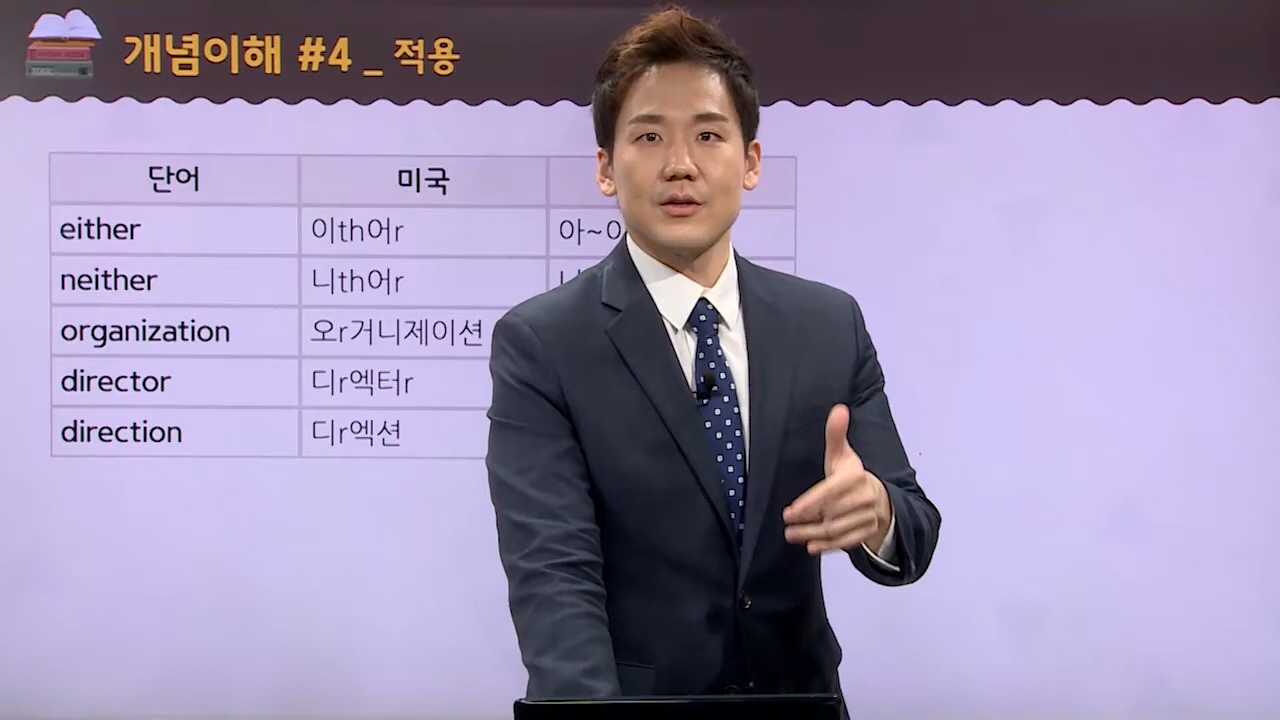 개념이해 #4 _ 적용
단어 미국
either 이th어r 아~이
neither 니th어r
organization 오r거니제이션
director 디r엑터r
direction 디r엑션